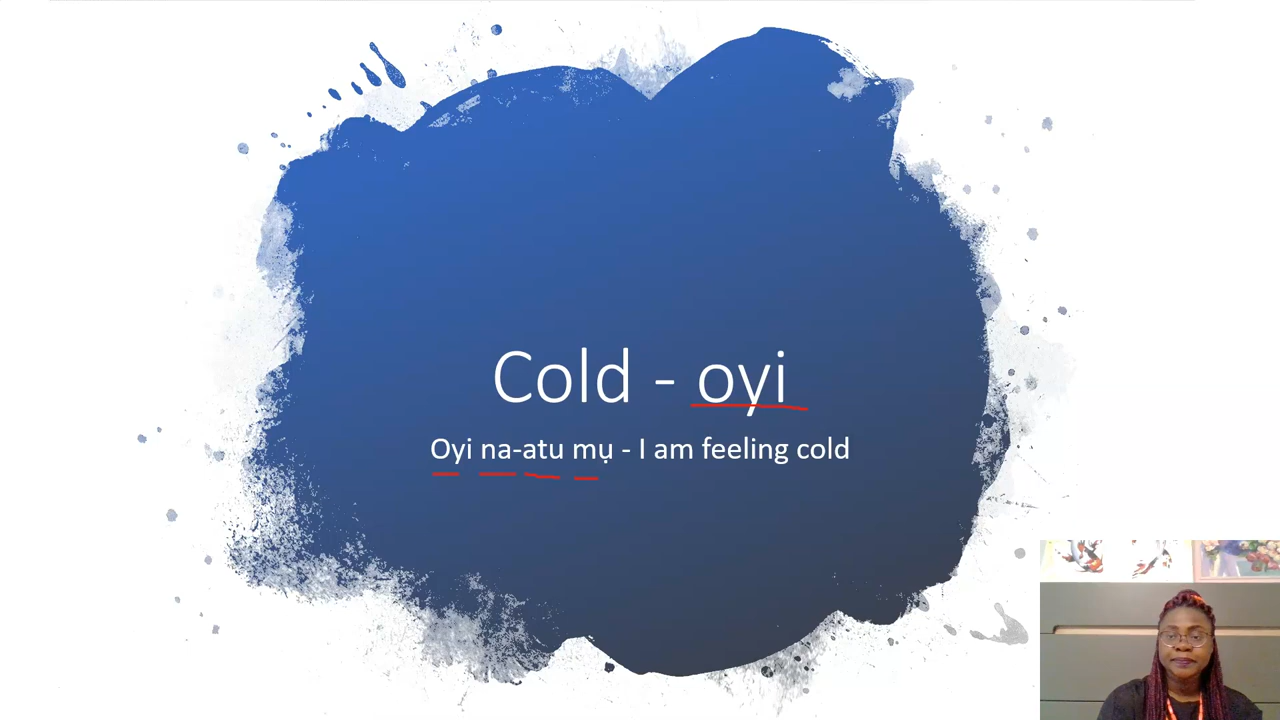 Cold - oyi
Oyi na-atu mụ - I am feeling cold